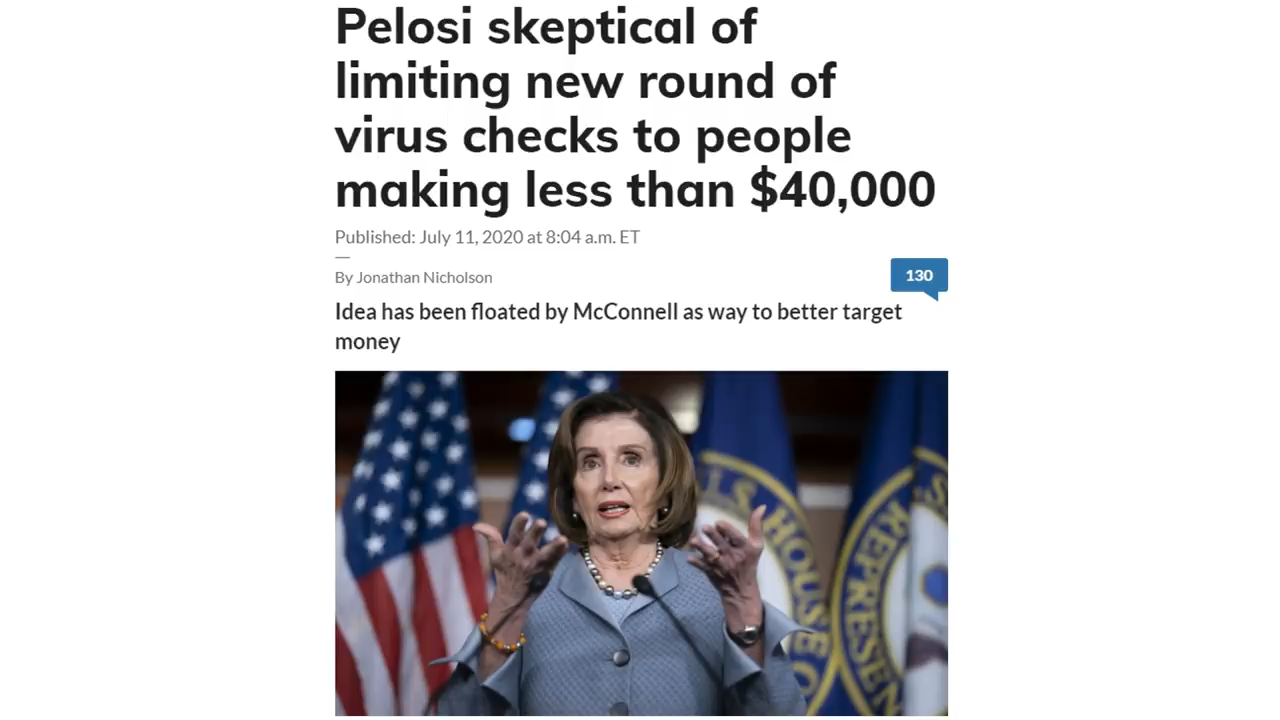 Pelosi skeptical of
limiting new round of
virus checks to people
making less than $40,000
Published: July 11, 2020 at 8:04 a.m. ET
By Jonathan Nicholson
130
Idea has been floated by McConnell as way to better target
money
U.S. HOUSE O
REPRESEN